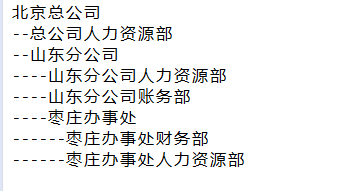 北京总公司
--总公司人力资源部
--山东分公司
----山东分公司人力资源部
----山东分公司账务部
----枣庄办事处
------枣庄办事处财务部
------枣庄办事处人力资源部